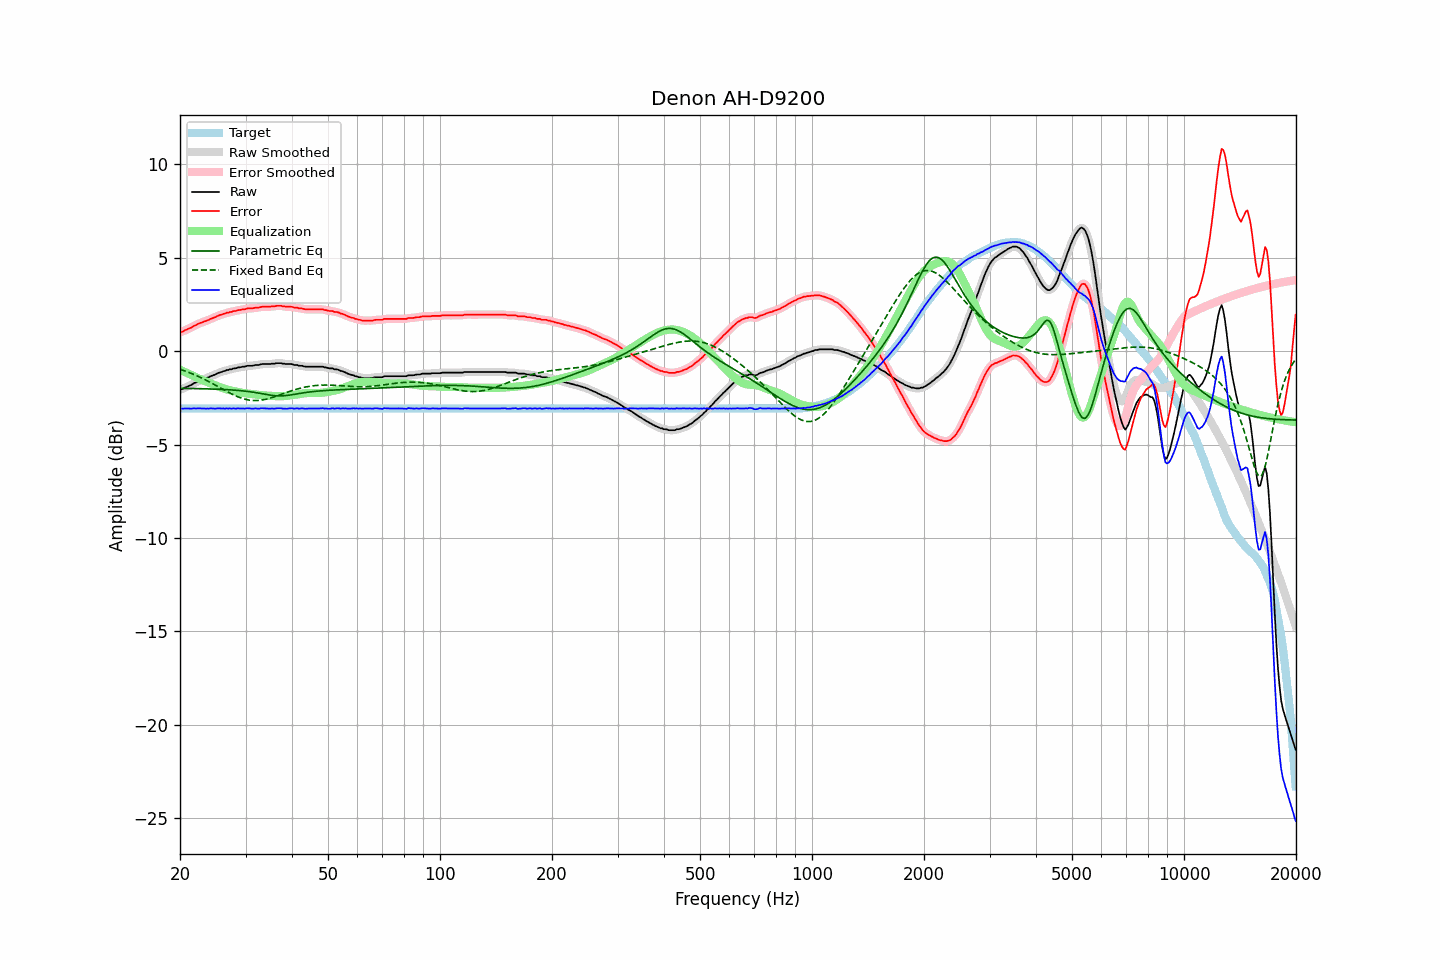 Denon AH-D9200
Target
Raw Smoothed
Error Smoothed
Raw
Error
Equalization
Parametric Eq
Fixed Band Eq
Equalized
10
5
0
−5
−10
−15
−20
−25
Amplitude (dBr)
20 50 100 200 500 1000 2000 5000 10000 20000
Frequency (Hz)